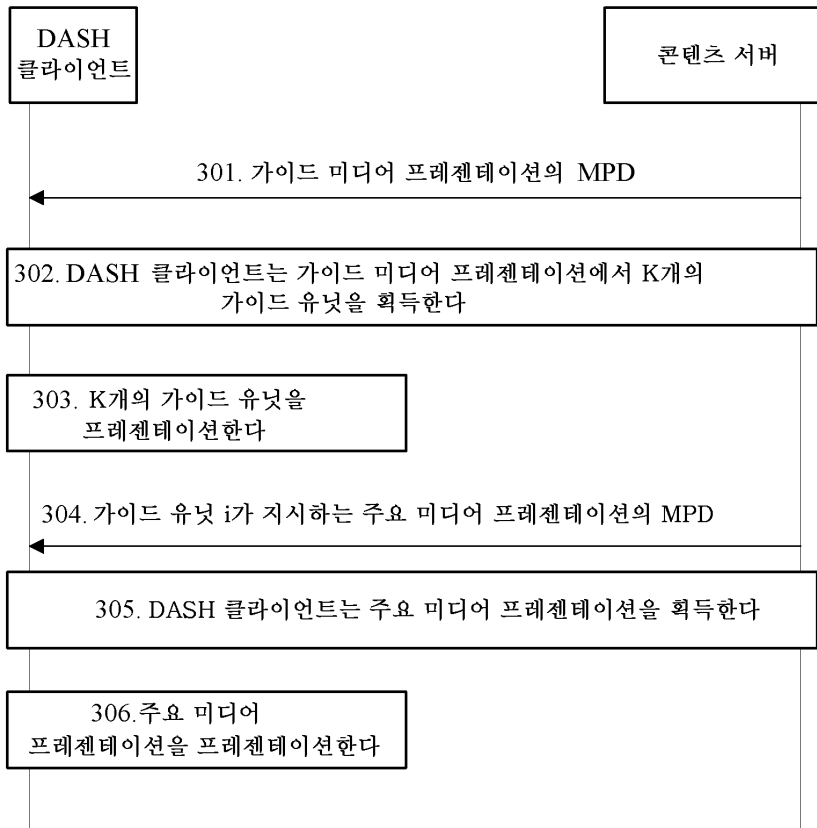 DASH
클라이언트
콘텐츠 서버
301. 가이드 미디어 프레젠테이션의 MPD
302. DASH 클라이언트는 가이드 미디어 프레젠테이션에서 K개의
가이드 유닛을 획득한다
303. K개의 가이드 유닛을
프레젠테이션한다
304. 가이드 유닛 i가 지시하는 주요 미디어 프레젠테이션의 MPD
305. DASH 클라이언트는 주요 미디어 프레젠테이션을 획득한다
306.주요 미디어
프레젠테이션을 프레젠테이션한다